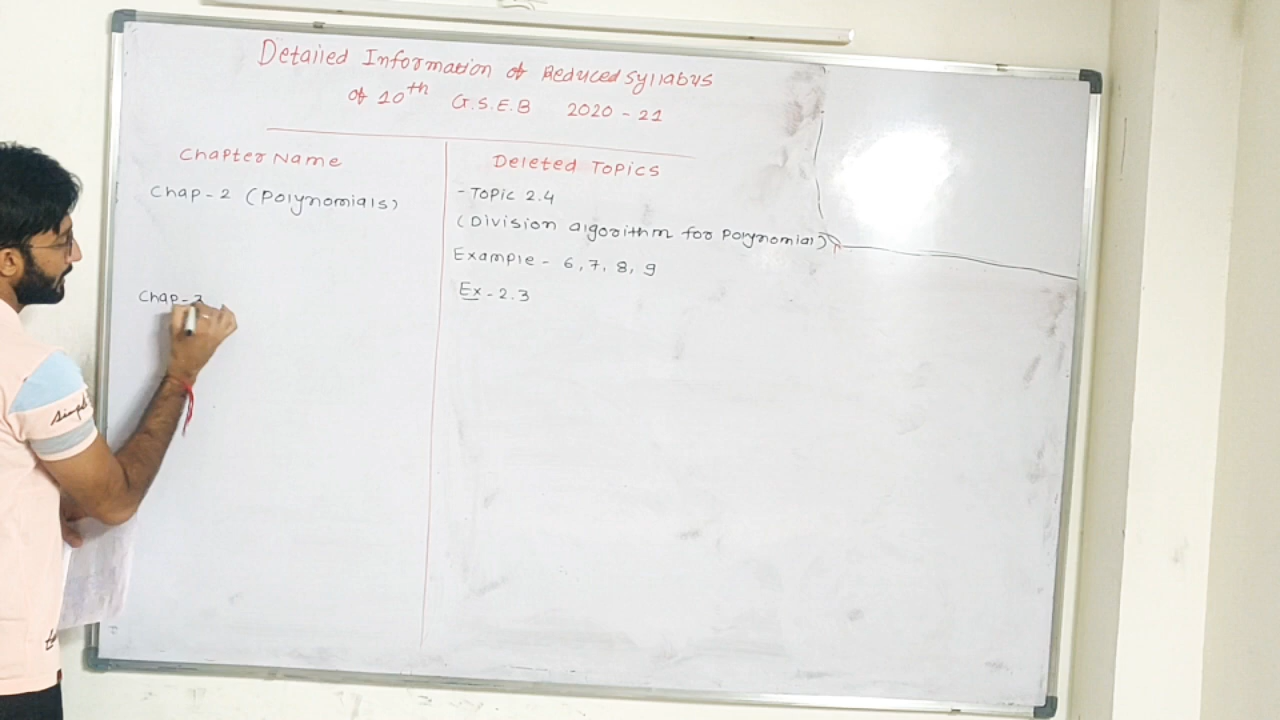 Detailed Information of Reduced Syllabus
of 10th G.S.E.B 2020 - 21
Chapter Name
Deleted Topics
Chap - 2 (Polynomials)
- Topic 2.4
(Division algorithm for Polynomial)
Example - 6, 7, 8, 9
Ex - 2.3
Chap - 3